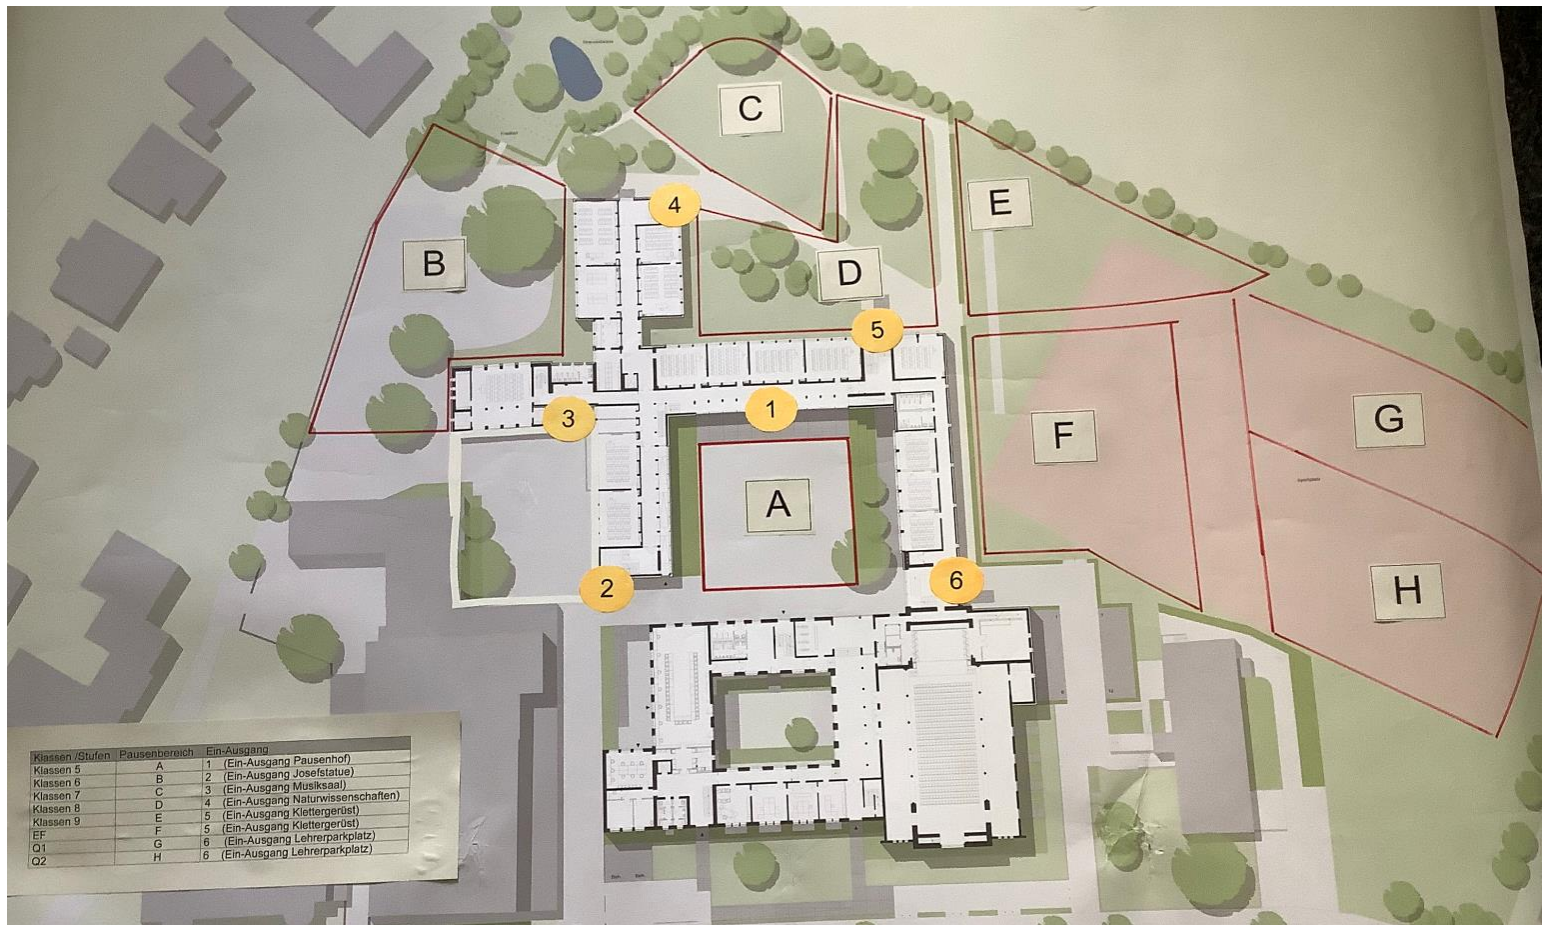 C
4
E
B
D
5
1
3
G
F
A
2
6
H
Klassen /Stufen Pausenbereich Ein-Ausgang
Klassen 5 A 1 (Ein-Ausgang Pausenhof)
Klassen 6 B 2 (Ein-Ausgang Josefstatue)
Klassen 7 C 3 (Ein-Ausgang Musiksaal)
Klassen 8 D 4 (Ein-Ausgang Naturwissenschaften)
Klassen 9 E 5 (Ein-Ausgang Klettergerüst)
EF F 5 (Ein-Ausgang Klettergerüst)
Q1 G 6 (Ein-Ausgang Lehrerparkplatz)
Q2 H 6 (Ein-Ausgang Lehrerparkplatz)